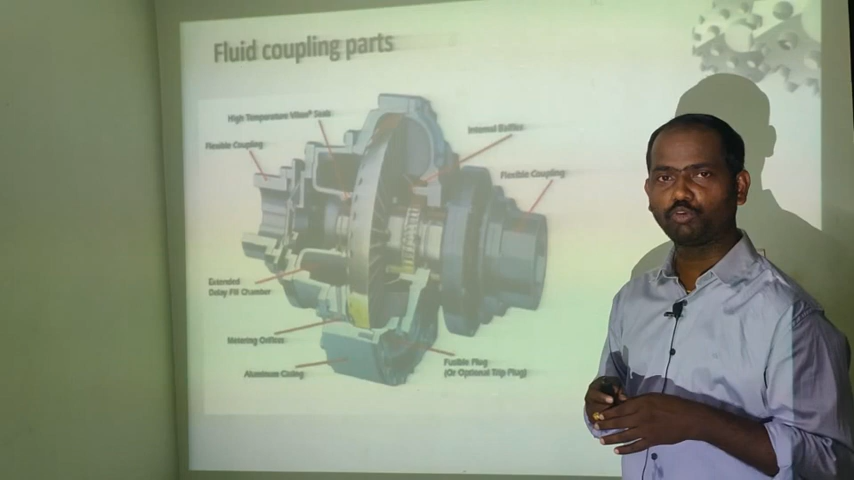 Fluid coupling parts
High Temperature Viton® Seals
Internal Baffles
Flexible Coupling
Flexible Coupling
Extended
Delay Fill Chamber
Metering Orifices
Aluminum Casing
Fusible Plug
(Or Optional Trip Plug)